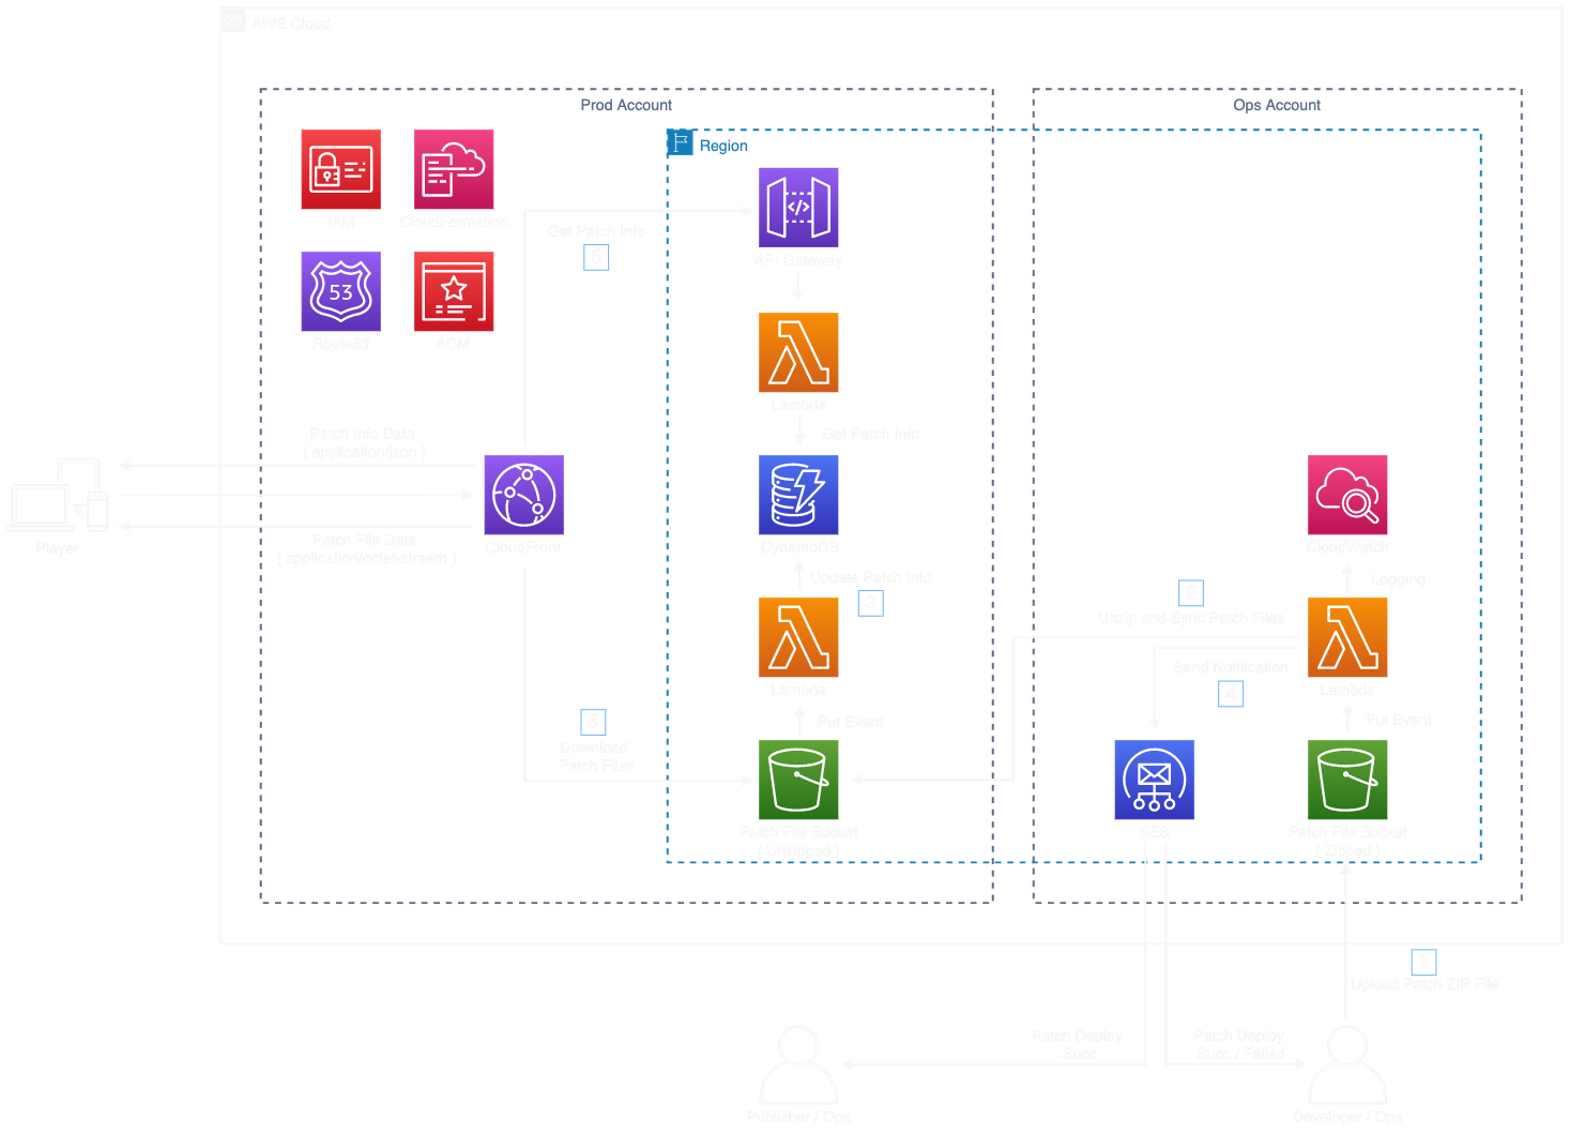 AWS Cloud
Prod Account
Ops Account
Region
IAM
CloudFormation
Get Patch Info
5
API Gateway
53
Route53
ACM
Lambda
Get Patch Info
Patch Info Data
( application/json )
Player
CloudFront
DynamoDB
CloudWatch
Patch File Data
( application/octet-stream )
Update Patch Info
3
2
Logging
Unzip and Sync Patch Files
Send Notification
4
Lambda
Lambda
6
Download
Patch Files
Put Event
Put Event
Patch File Bucket
( Unzipped )
SES
Patch File Bucket
( Zipped )
1
Upload Patch ZIP File
Patch Deploy
Succ
Patch Deploy
Succ / Failed
Publisher / Ops
Developer / Ops